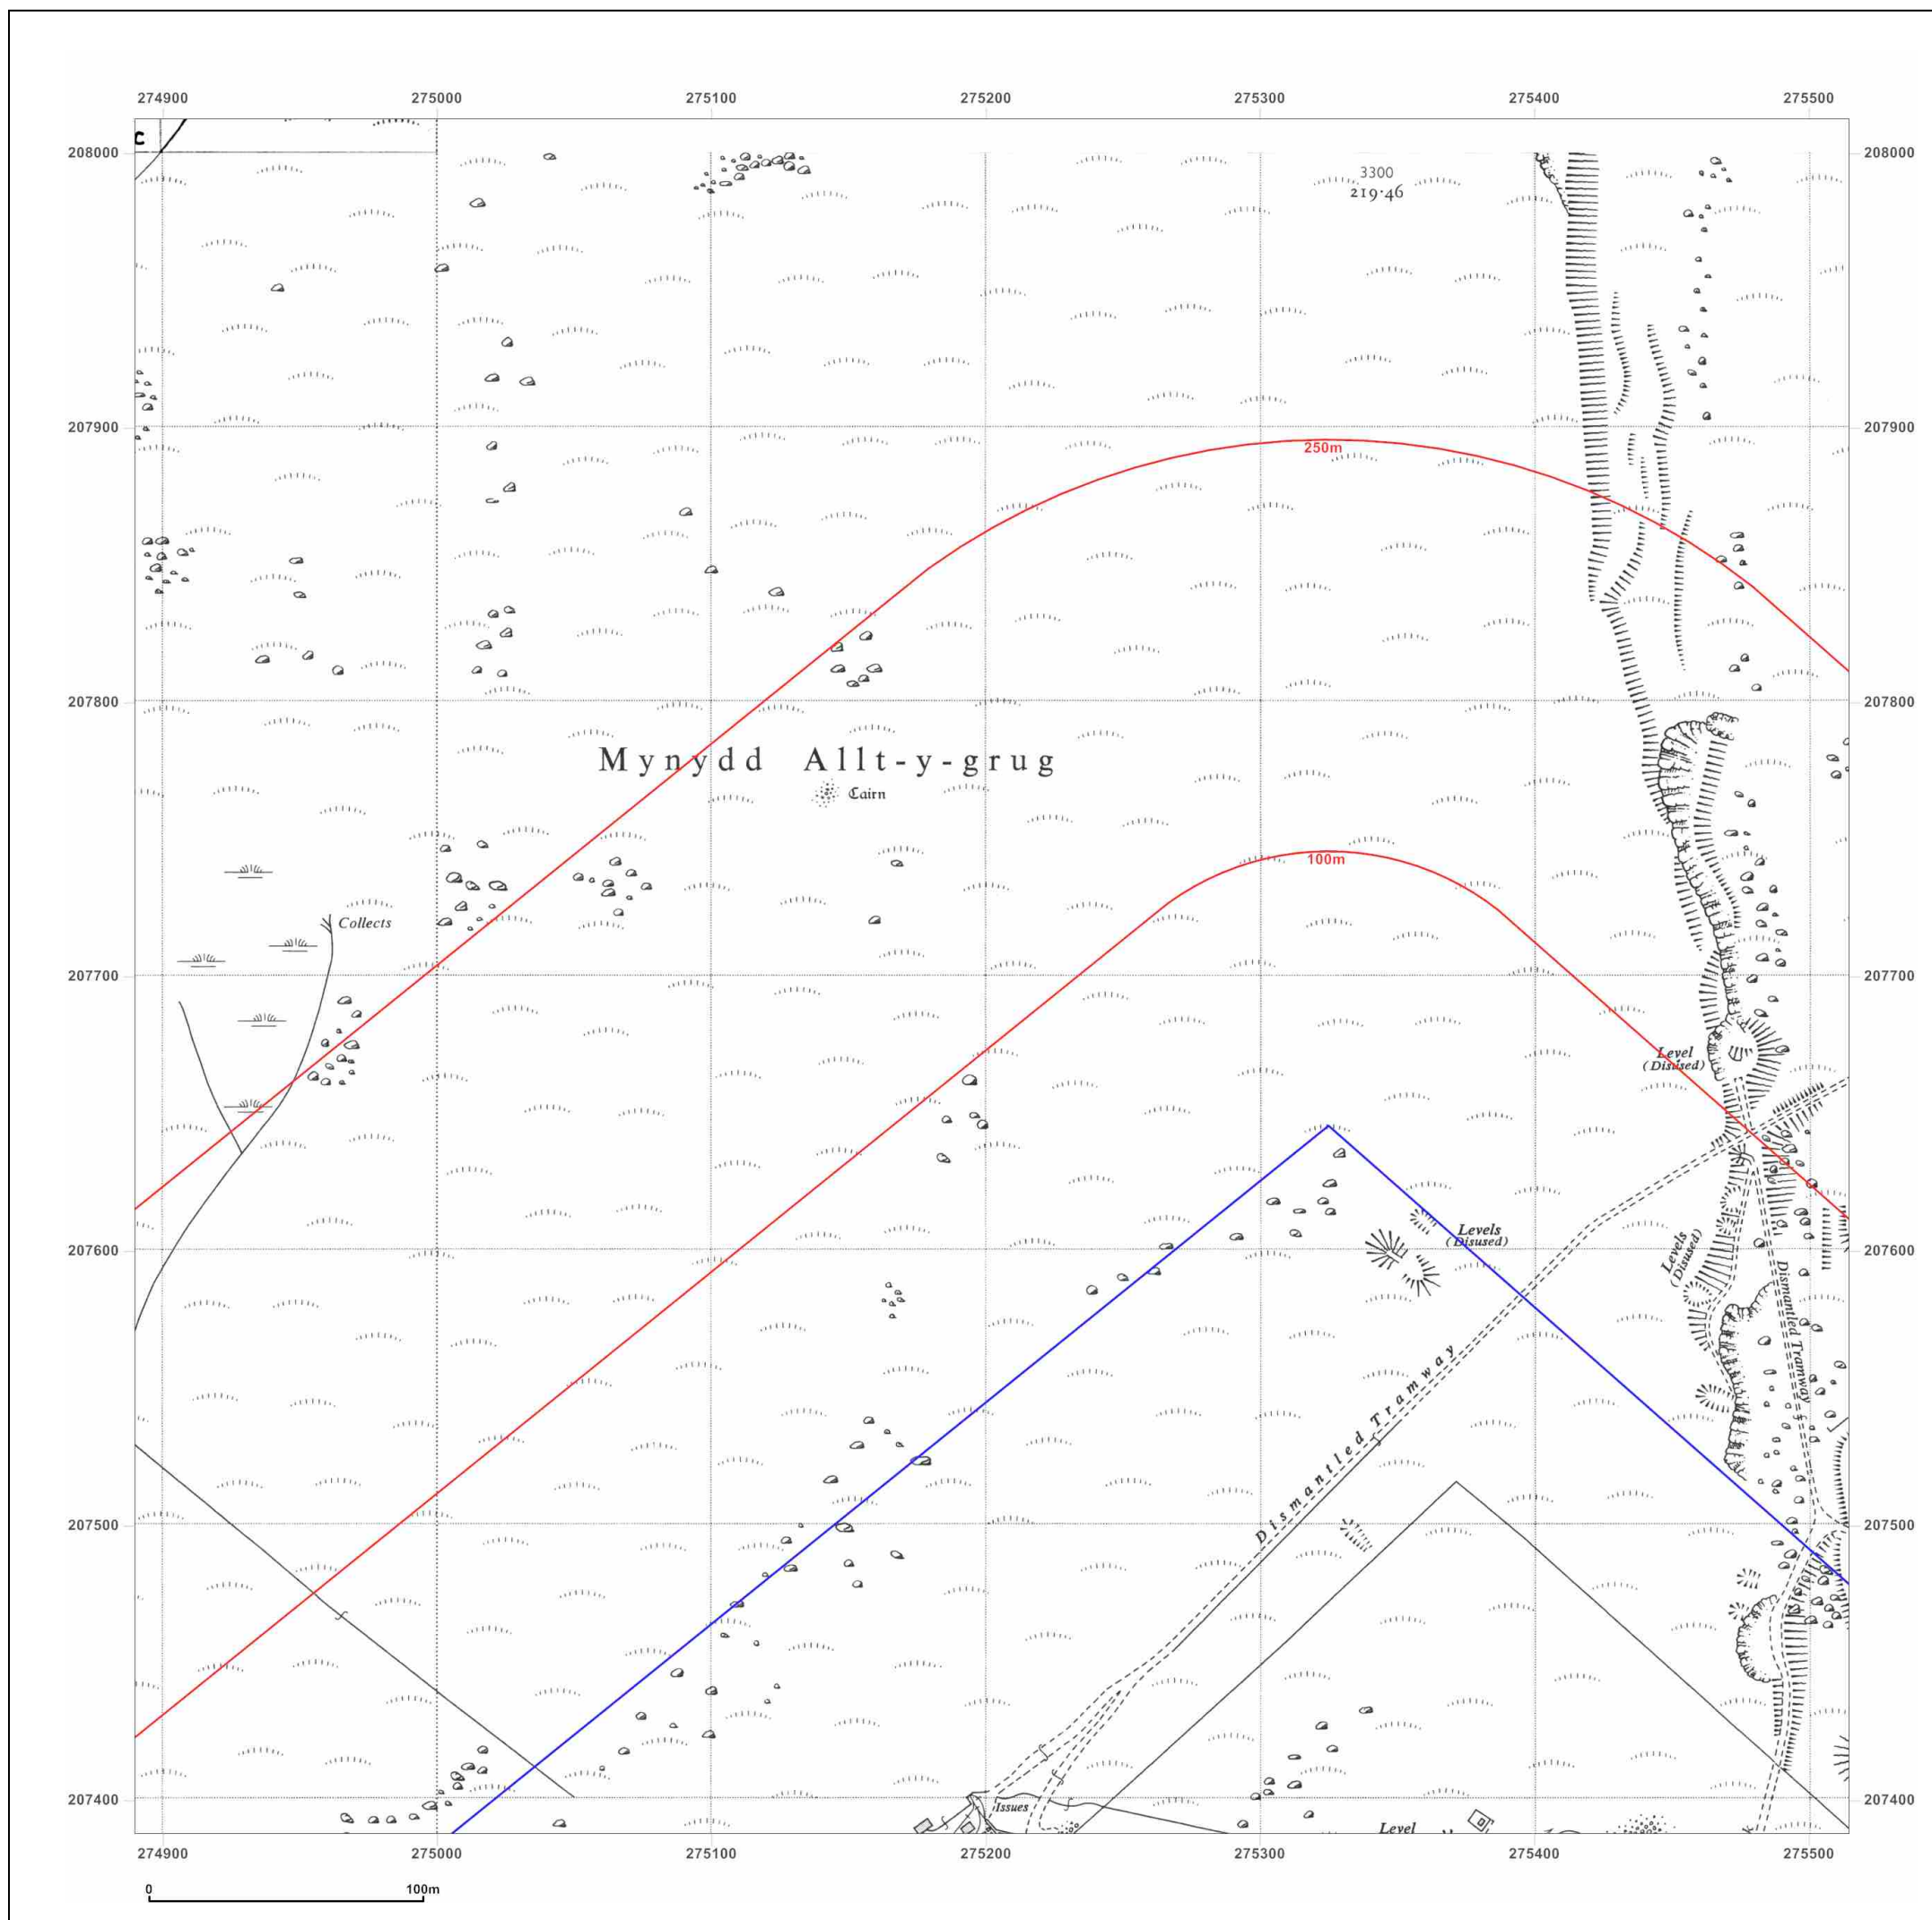 274900 275000 275100 275200 275300 275400 275500
C
208000 208000
3300
219·46
207900 207900
250m
207800 207800
Mynydd Allt-y-grug
Cairn
100m
Collects
207700 207700
Level
(Disused)
Levels
(Disused)
207600 207600
Levels
(Disused)
Dismantled Tramway
Dismantled Tramway
207500 207500
207400 207400
Issues
Level
274900 275000 275100 275200 275300 275400 275500
0 100m